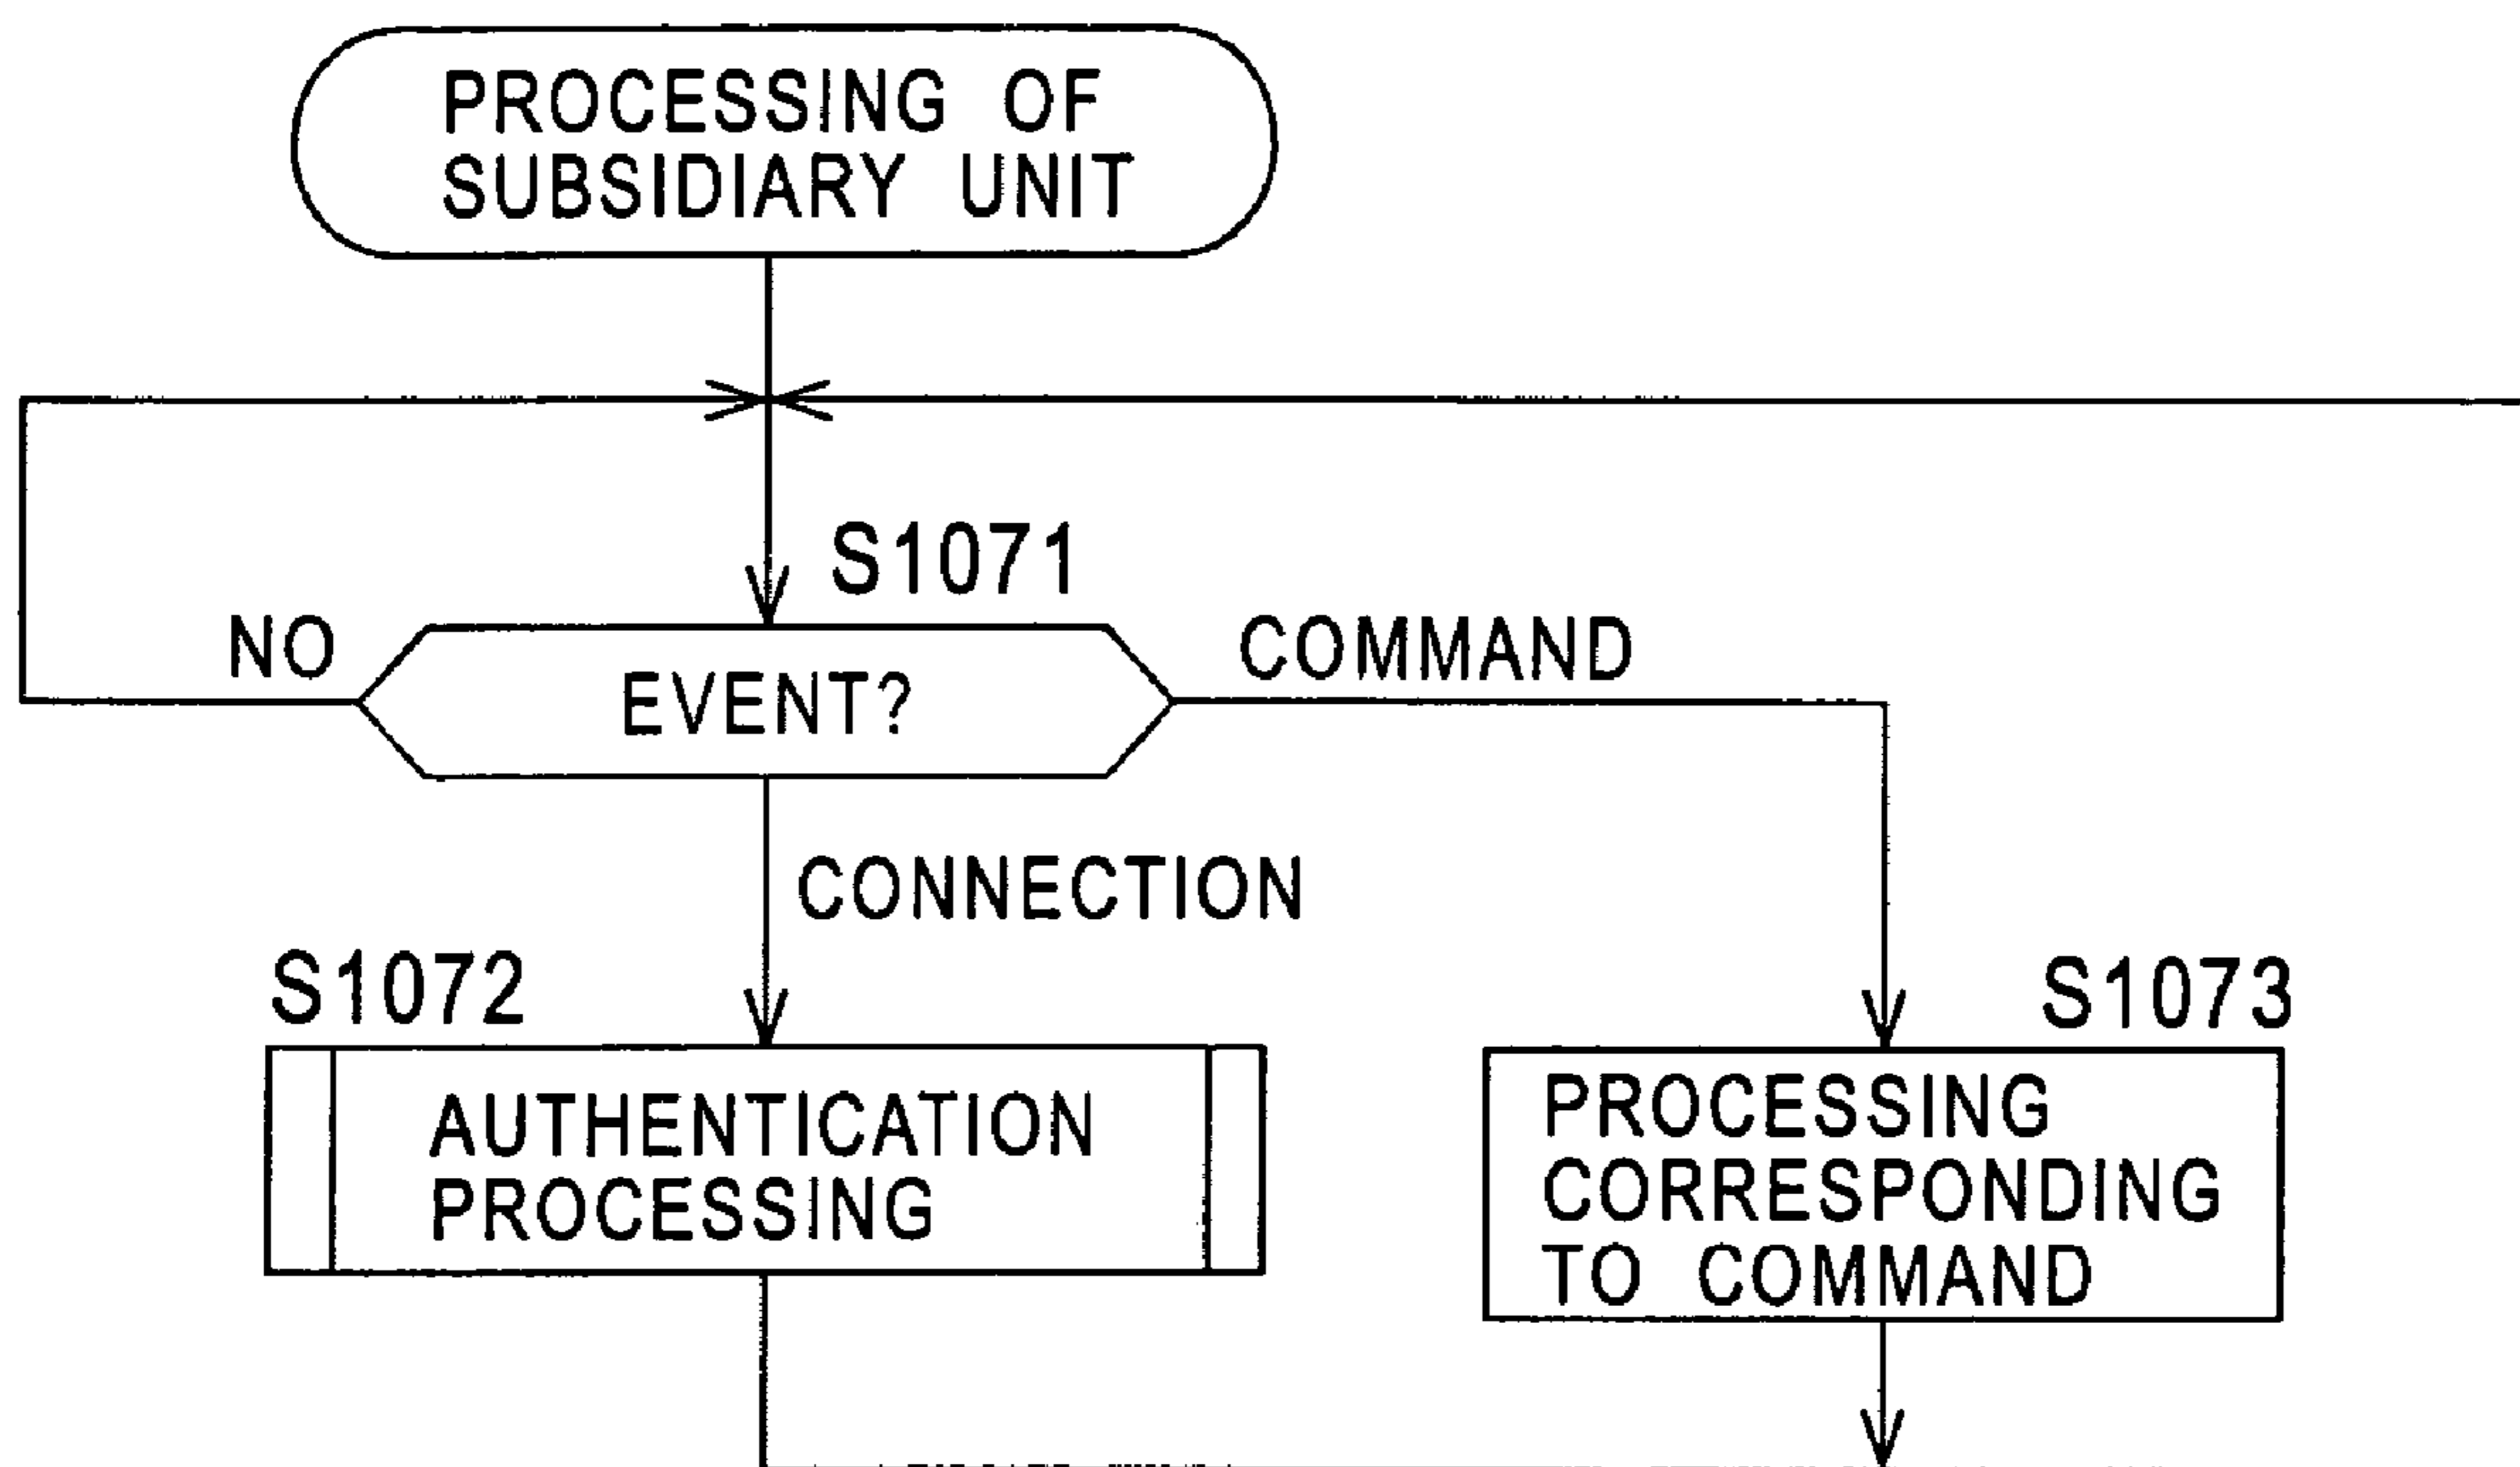 PROCESSING OF
SUBSIDIARY UNIT
S1071
NO
EVENT?
COMMAND
CONNECTION
S1072
S1073
AUTHENTICATION
PROCESSING
PROCESSING
CORRESPONDING
TO COMMAND